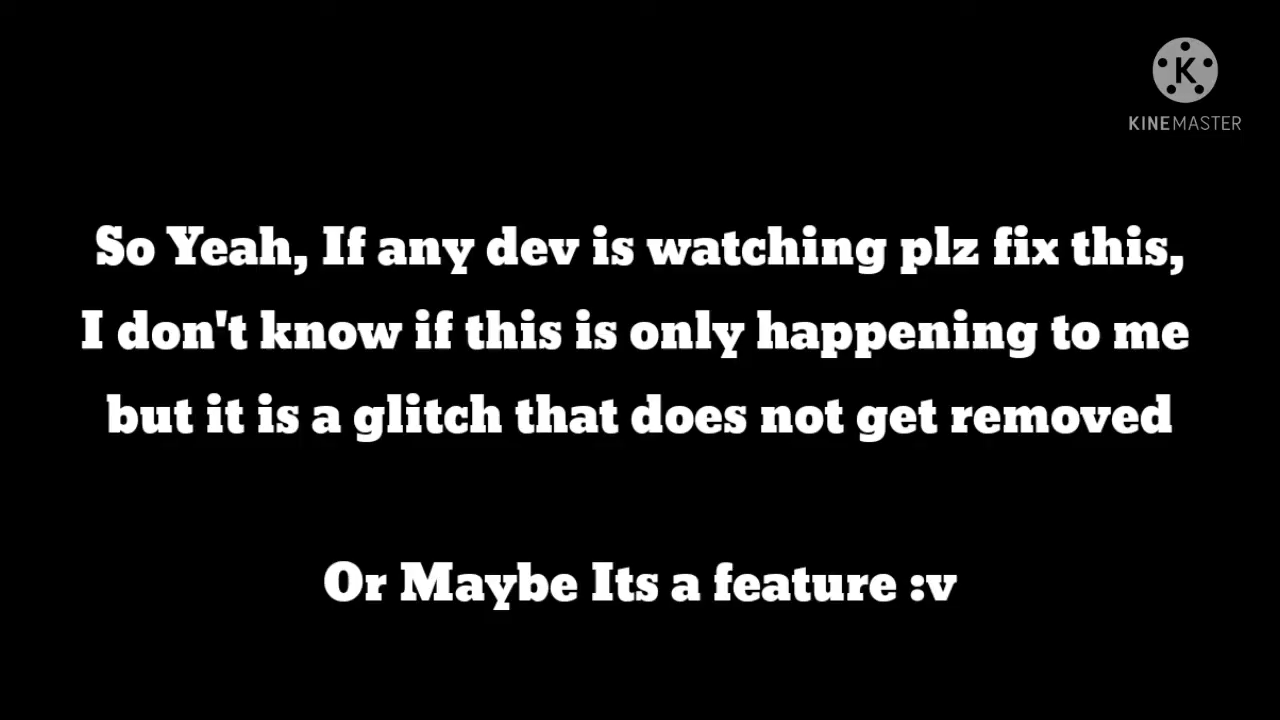 K
KINEMASTER
So Yeah, If any dev is watching plz fix this,
I don't know if this is only happening to me
but it is a glitch that does not get removed
Or Maybe Its a feature :v